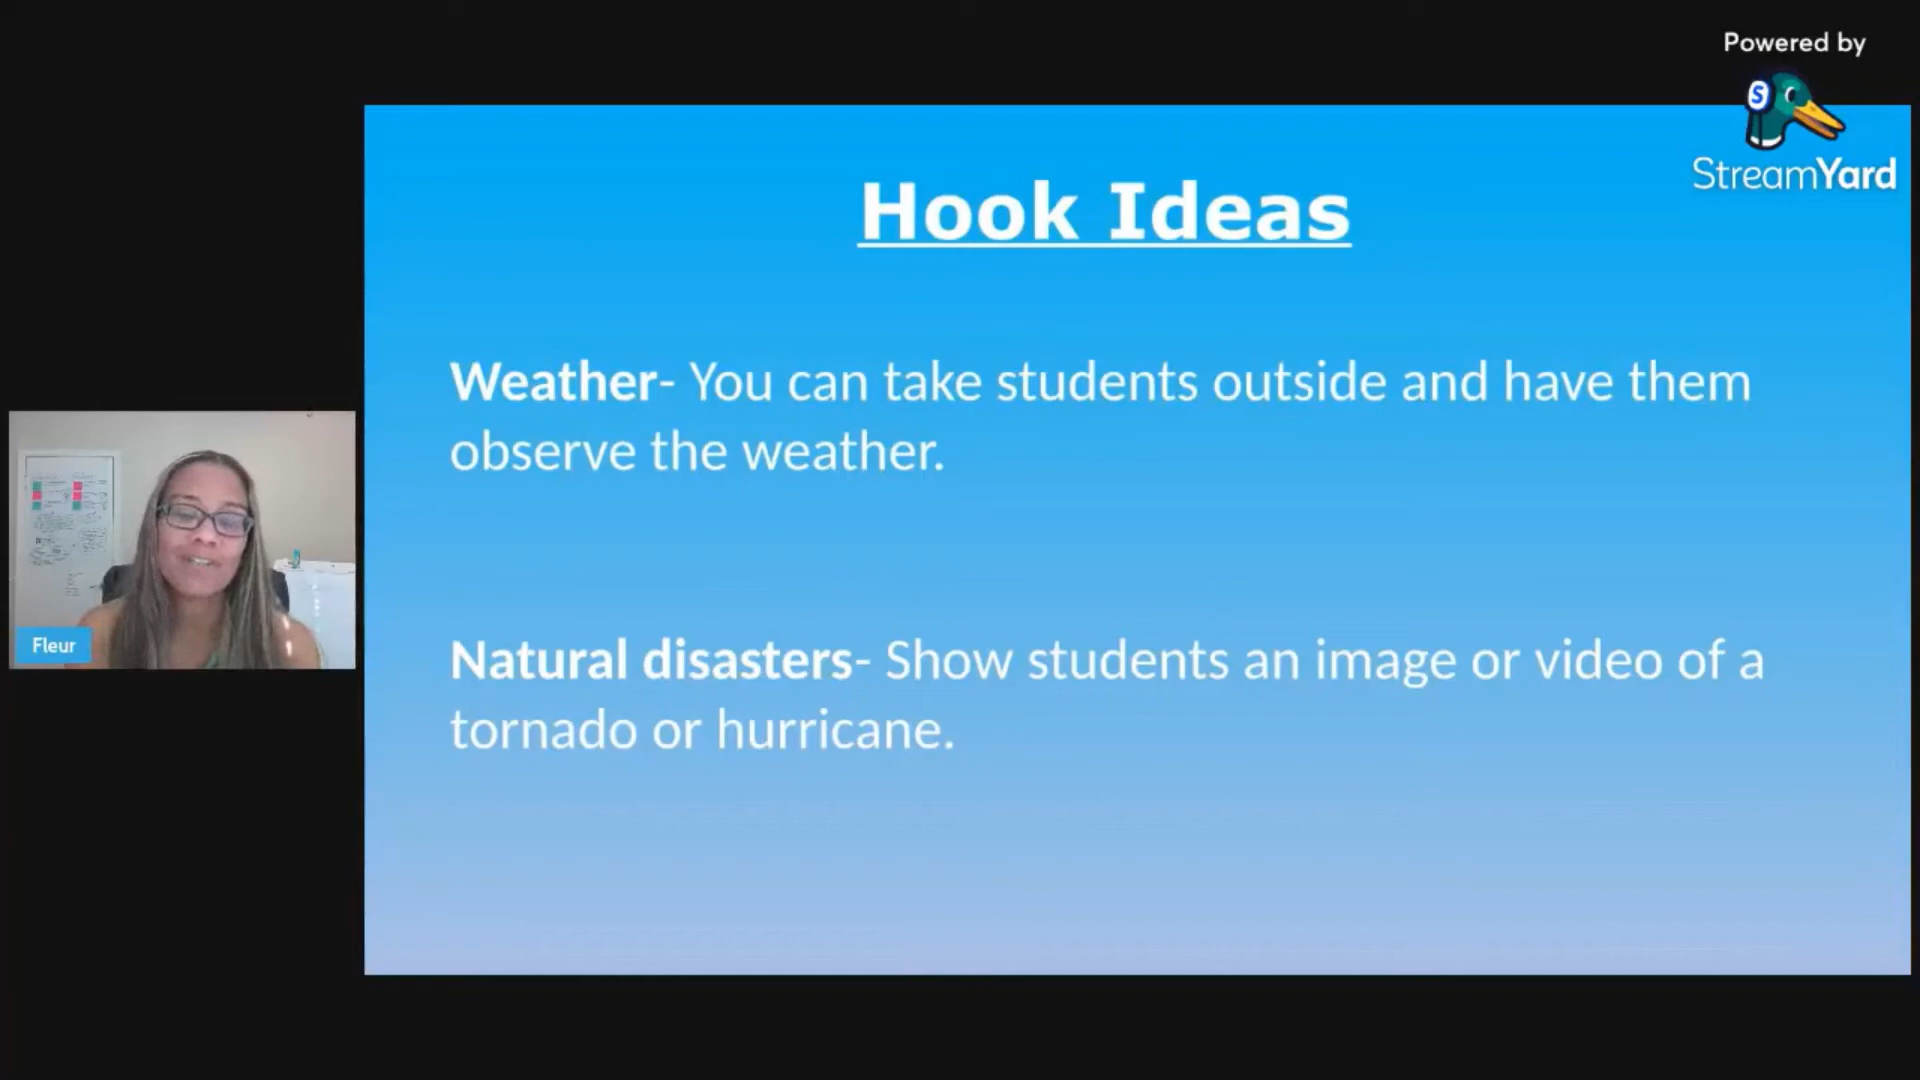 Powered by
S
StreamYard
Hook Ideas
Weather- You can take students outside and have them
observe the weather.
Natural disasters- Show students an image or video of a
tornado or hurricane.
Fleur